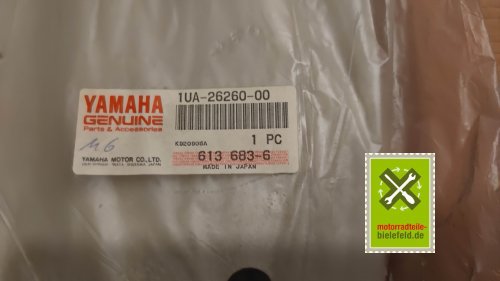 YAMAHA
GENUINE
Parts & Accessories
M6
YAMAHA MOTOR CO., LTD.
1UA-26260-00
1 PC
613 683-6
MADE IN JAPAN
motorradteile-
bielefeld.de